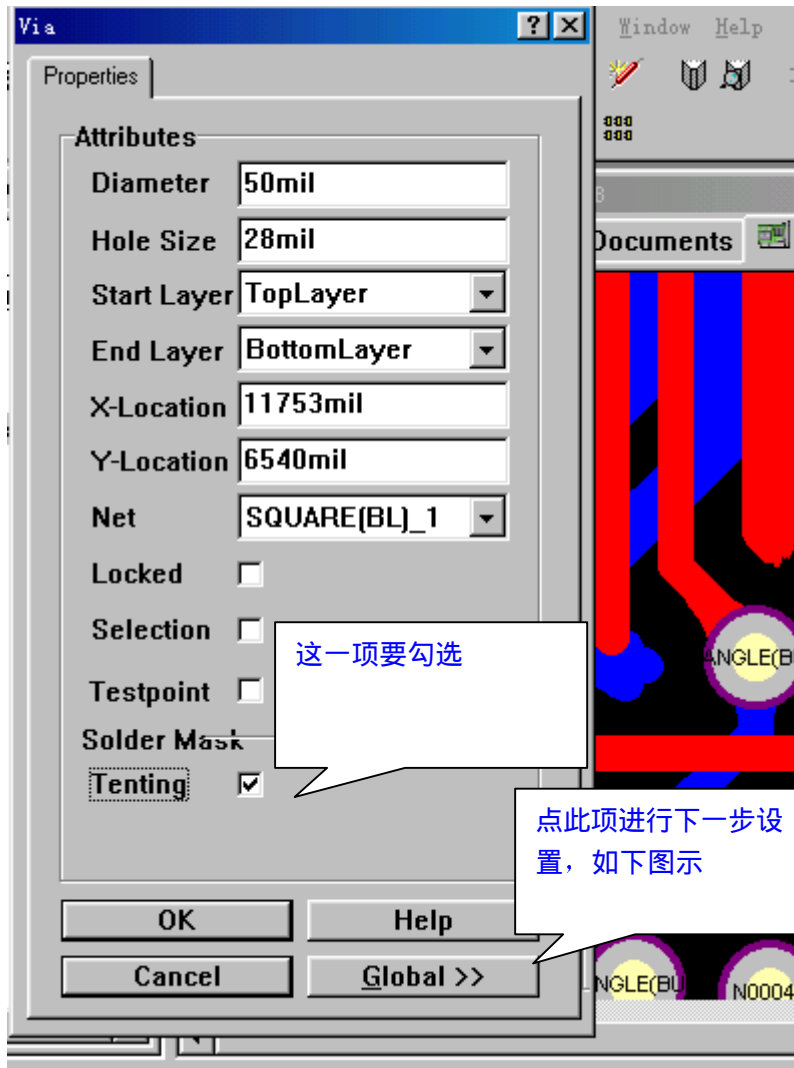 Via
Window Help
Properties
Attributes
Diameter 50mil
Hole Size 28mil
Documents
Start Layer TopLayer
End Layer BottomLayer
X-Location 11753mil
Y-Location 6540mil
Net SQUARE(BL)_1
Locked
Selection
这一项要勾选
ANGLE(B
Testpoint
Solder Mask
Tenting
点此项进行下一步设
置，如下图示
OK Help
Cancel Global >>
NGLE(BU N0004